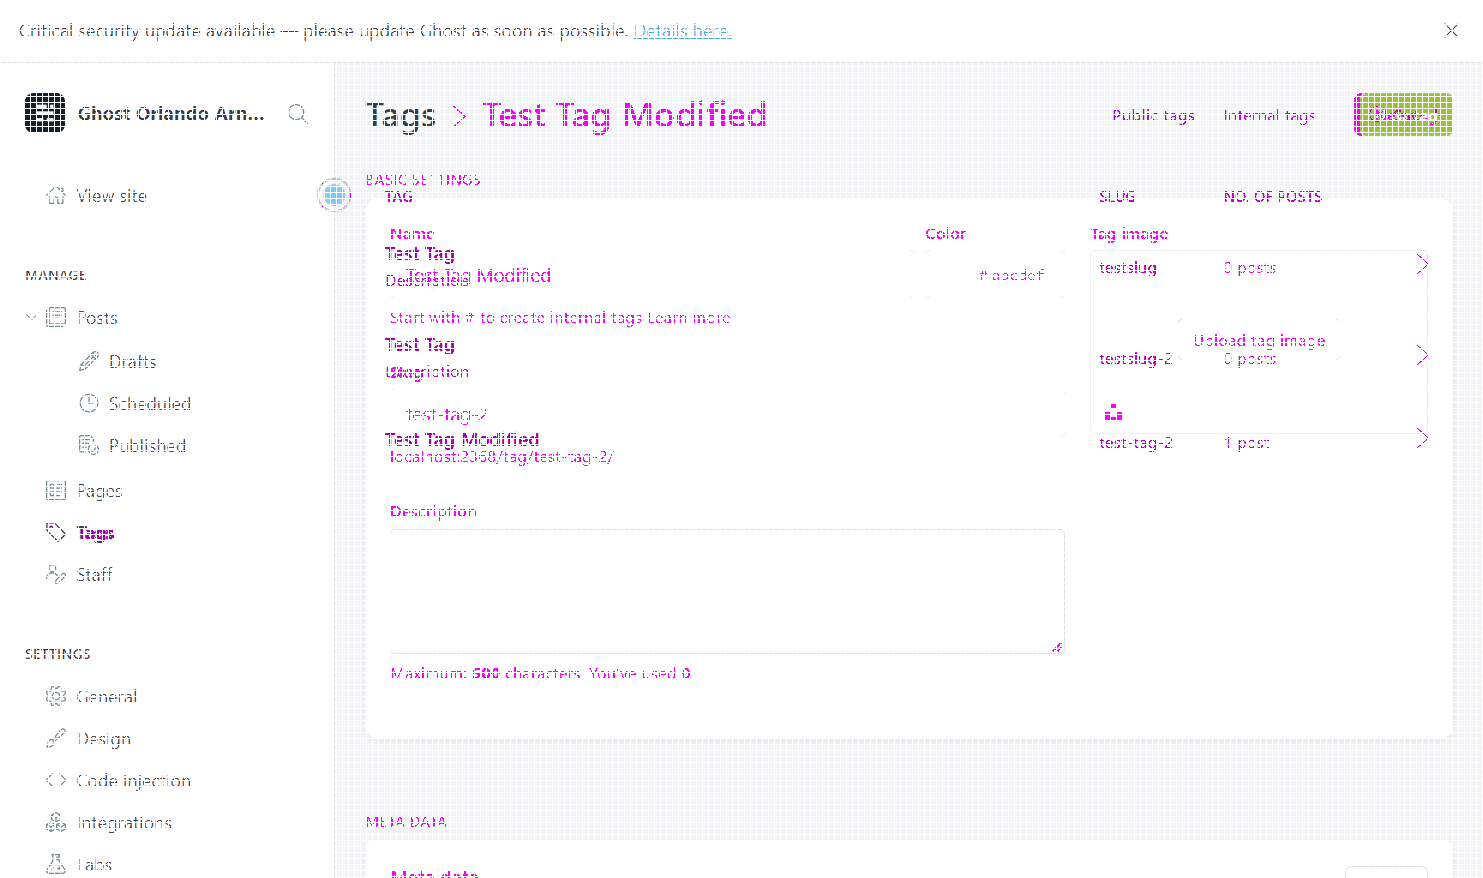 Critical security update available — please update Ghost as soon as possible. Details here.
Ghost Orlando Arn...
Tags > Test Tag Modified
Public tags
Internal tags
View site
BASIC SETTINGS
TAG
SLUG
NO. OF POSTS
Name
Color
Tag image
Test Tag
testslug
0 posts
Test Tag Modified
# abcdef
MANAGE
Posts
Start with # to create internal tags Learn more
Upload tag image
Test Tag
testslug-2
0 posts
Drafts
Description
Scheduled
test-tag-2
Published
Test Tag Modified
test-tag-2
1 post
localhost:2368/tag/test-tag-2/
Pages
Description
Tags
Staff
SETTINGS
Maximum: 500 characters. You've used 0
General
Design
Code injection
Integrations
META DATA
Labs
Meta data